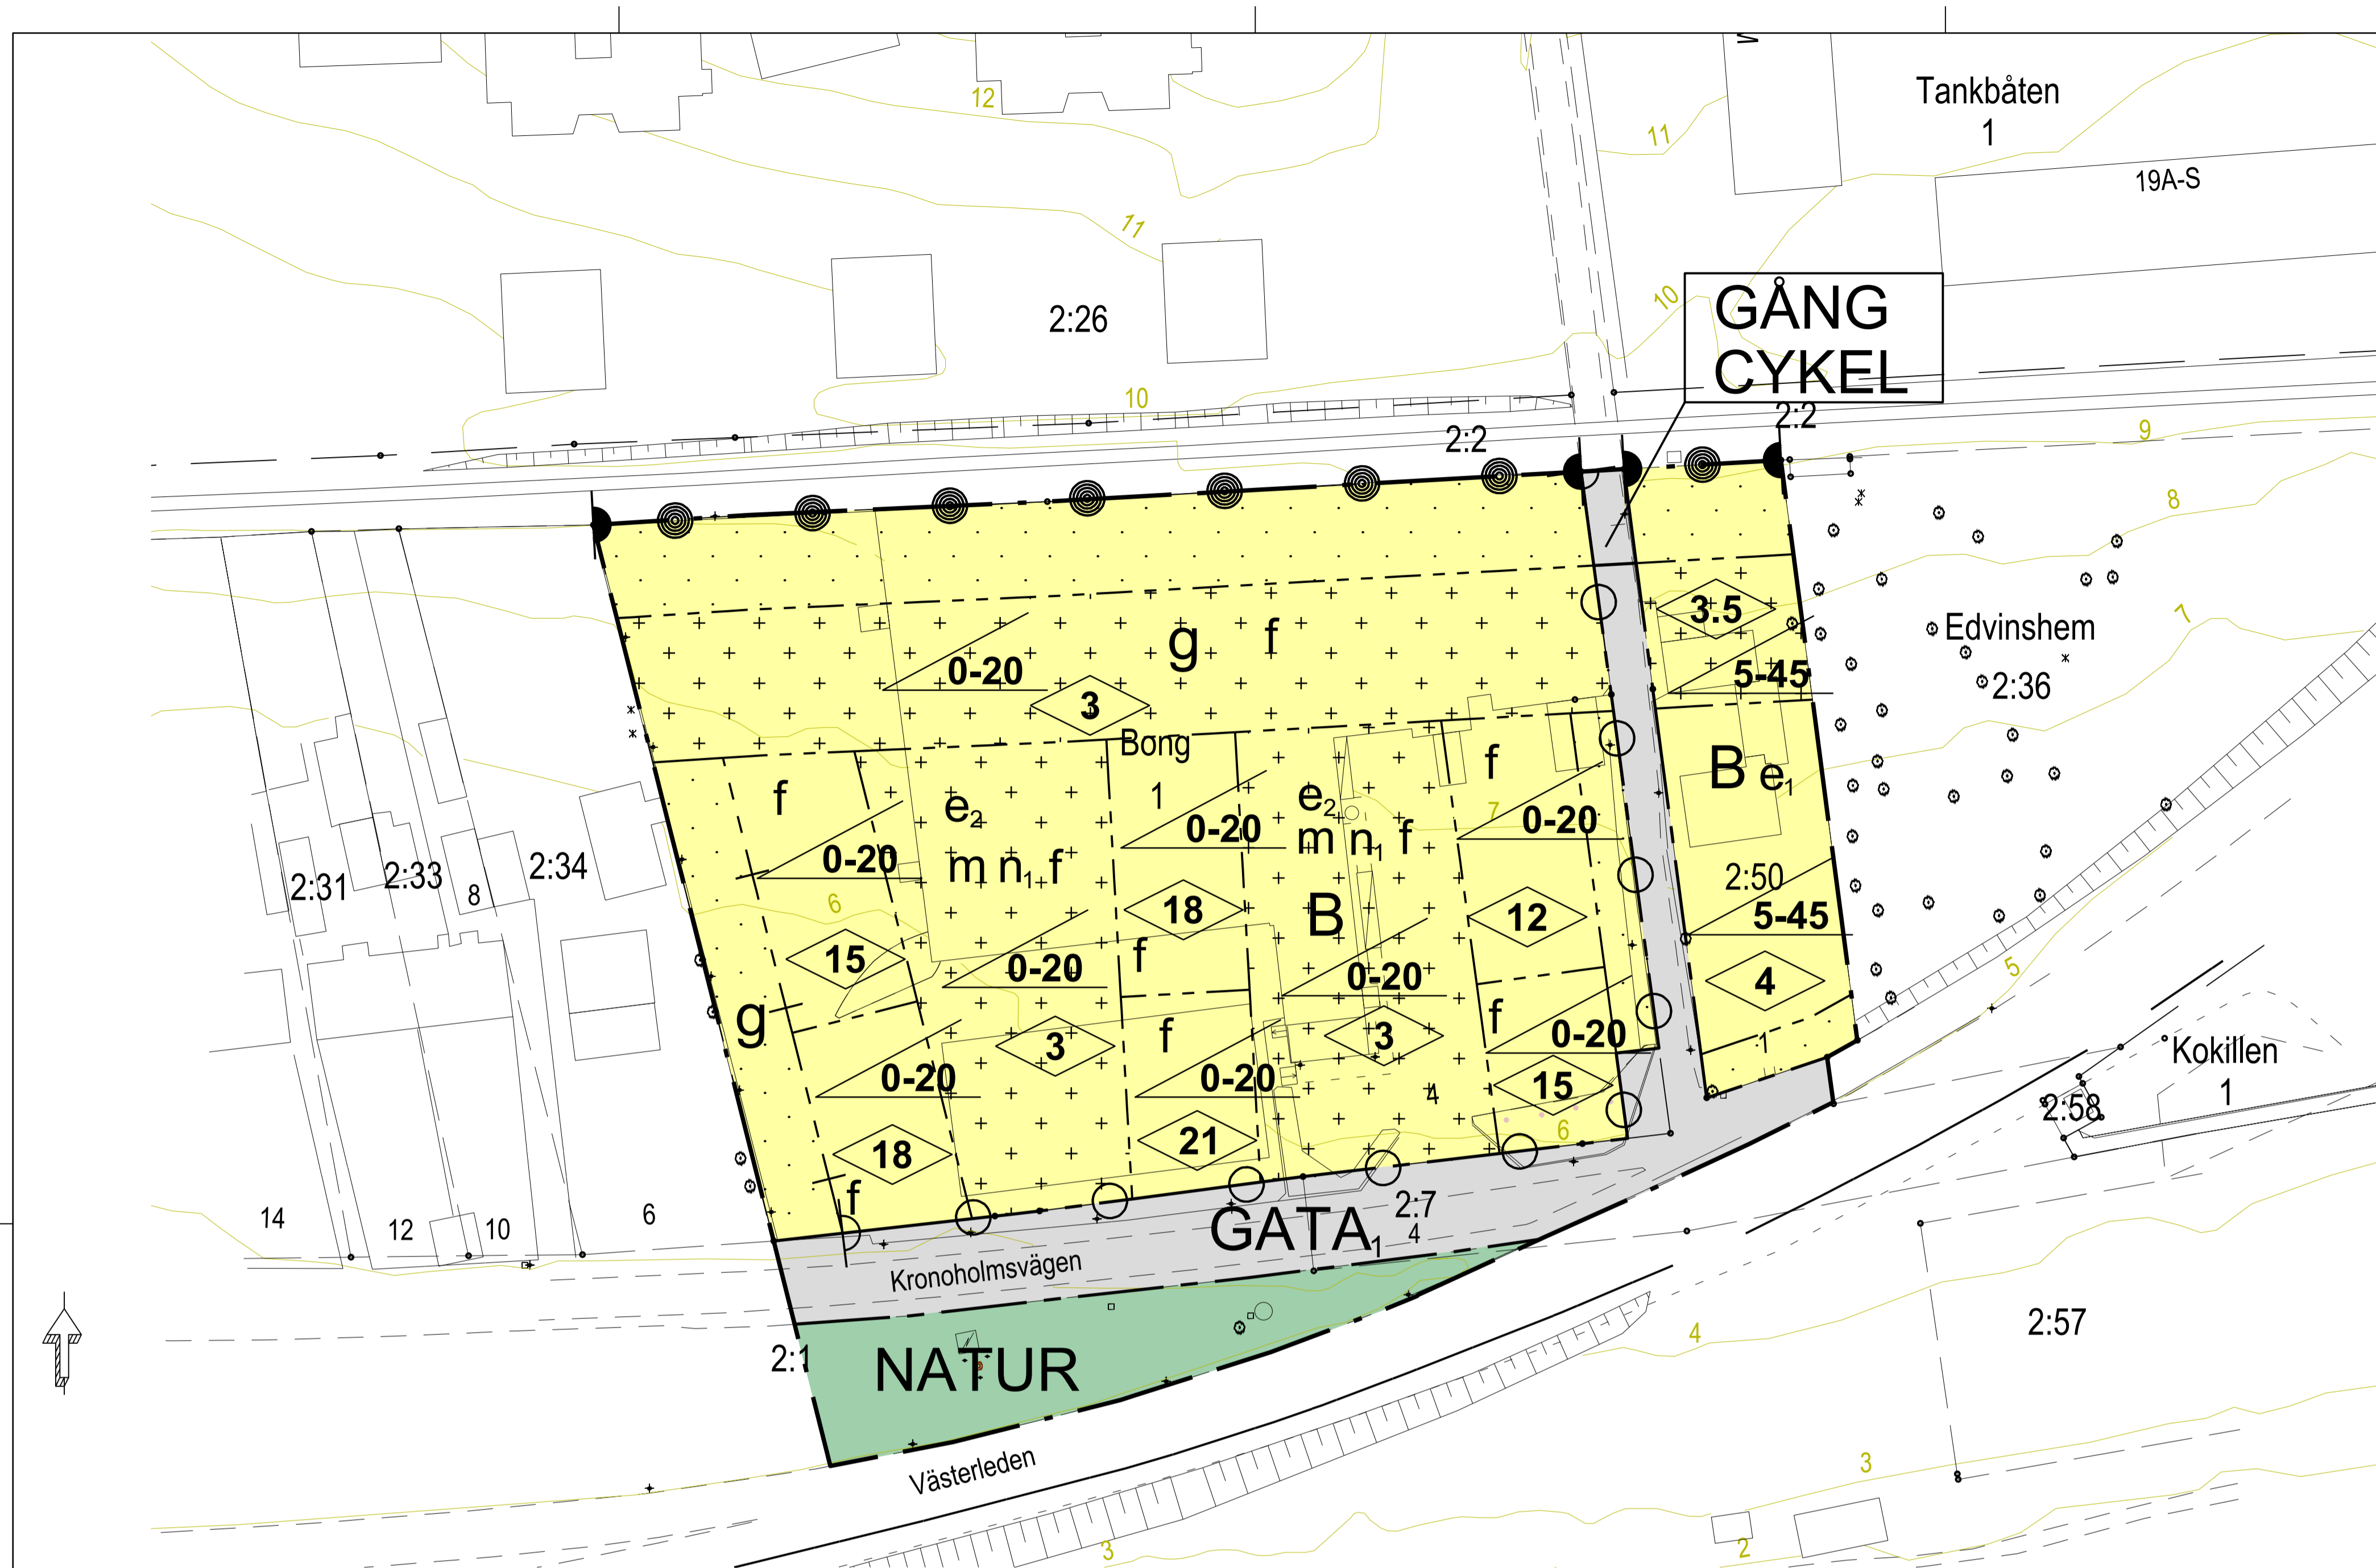 12
11
Tankbåten
1
19A-S
11
2:26
10
GÅNG
CYKEL
10
2:2
2:2
9
8
g f
0-20
3
3.5
5-45
Edvinshem
2:36
7
Bong
1
f
0-20
e₂
m n₁ f
0-20
e₂
m n₁ f
f
7
0-20
B e₁
2:50
5-45
4
2:31
2:33
8
2:34
6
15
18
B
12
0-20
f
0-20
g
5
f
f
0-20
3
0-20
3
15
4
1
0-20
18
21
6
f
Kokillen
1
2:58
14
12
10
6
GATA₁
2:7
4
Kronoholmsvägen
NATUR
2:1
4
2:57
Västerleden
3
3
2